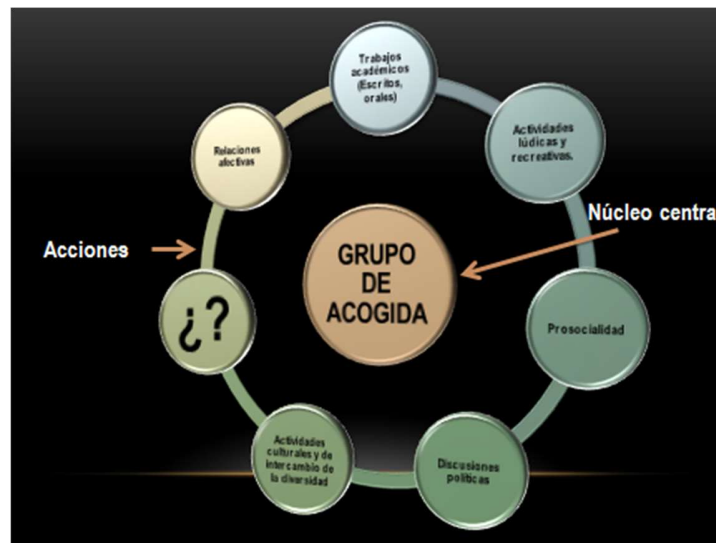 Trabajos
académicos
(Escritos,
orales)
Actividades
lúdicas y
recreativas.
Relaciones
afectivas
Núcleo centra
Acciones
GRUPO
DE
ACOGIDA
¿?
Prosocialidad
Actividades
culturales y de
intercambio de
la diversidad
Discusiones
políticas